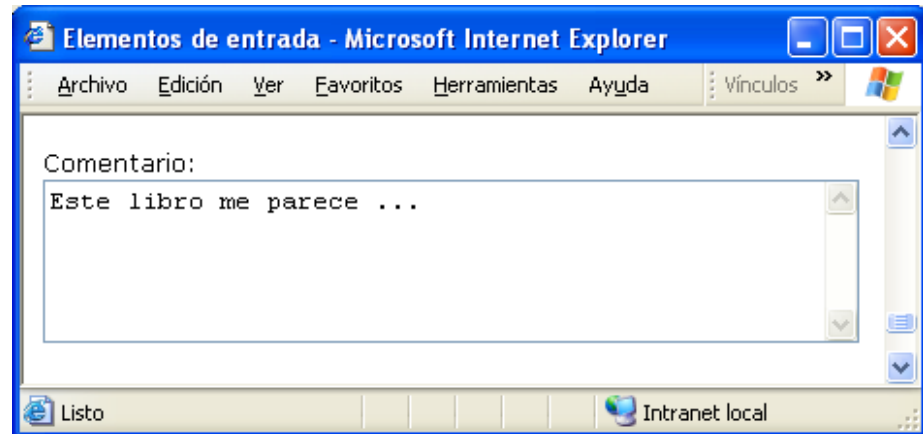 Elementos de entrada - Microsoft Internet Explorer
Archivo Edición Ver Favoritos Herramientas Ayuda Vínculos »
Comentario:
Este libro me parece ...
Listo Intranet local